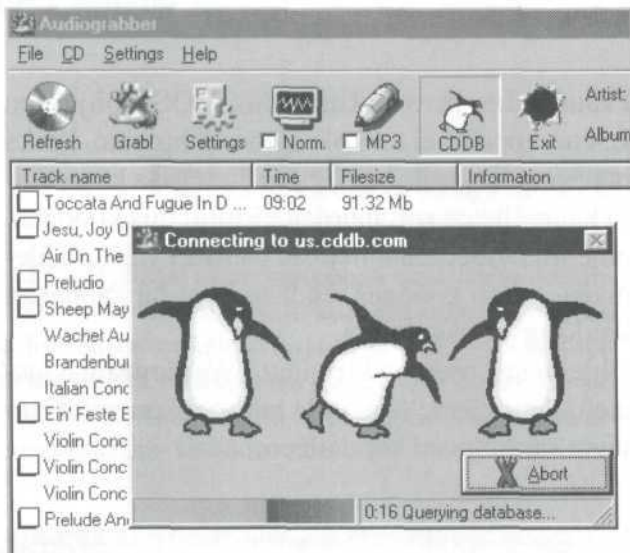 Audiograbber
File CD Settings Help
Refresh Grab! Settings Norm. MP3 CDDB Exit Artist:
Album
Track name Time Filesize Information
Toccata And Fugue In D ... 09:02 91.32 Mb
Jesu, Joy O
Air On The
Preludio
Sheep May
Wachet Au
Brandenbu
Italian Conc
Ein' Feste B
Violin Conc
Violin Conc
Violin Conc
Prelude And
Connecting to us.cddb.com
Abort
0:16 Querying database...